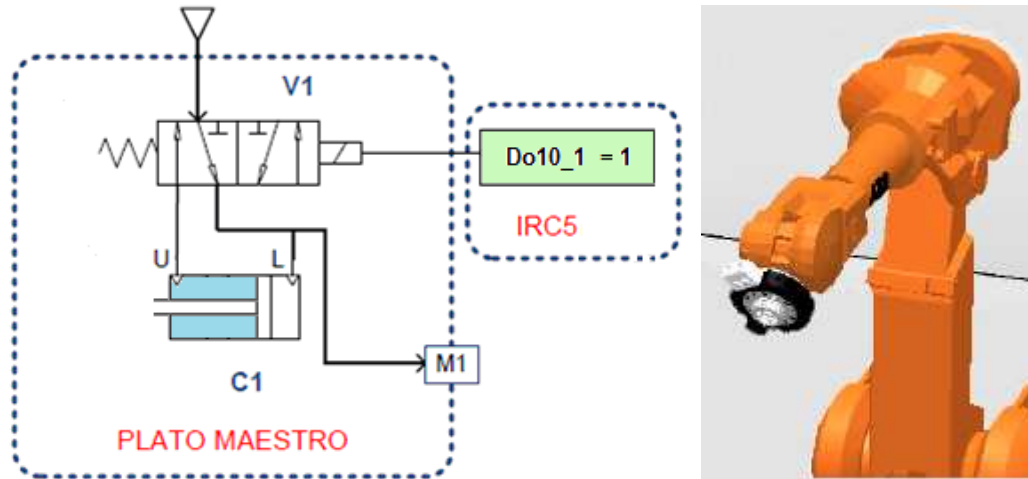 V1
Do10_1 = 1
IRC5
U L
C1
M1
PLATO MAESTRO